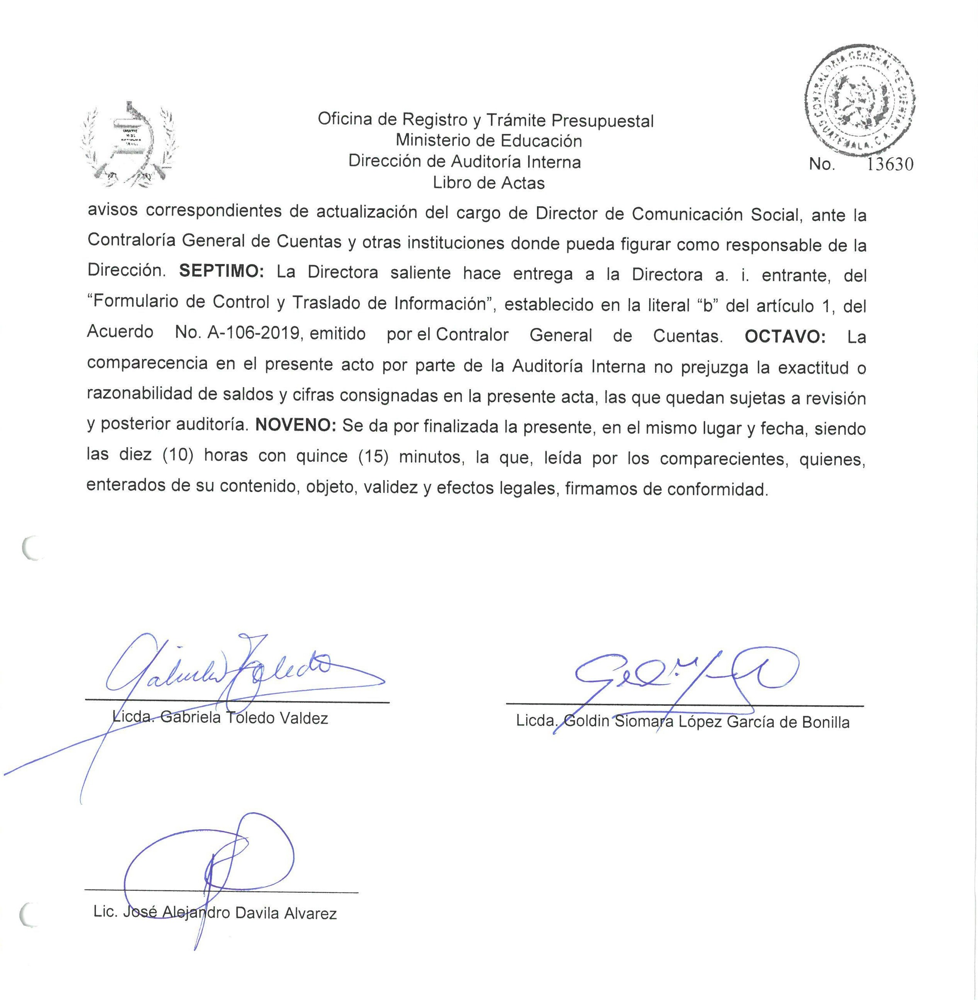 CONTRALORIA GENERAL DE CUENTAS
GUATEMALA, C.A.
Oficina de Registro y Trámite Presupuestal
Ministerio de Educación
Dirección de Auditoría Interna
Libro de Actas
No. 13630
avisos correspondientes de actualización del cargo de Director de Comunicación Social, ante la
Contraloría General de Cuentas y otras instituciones donde pueda figurar como responsable de la
Dirección. SEPTIMO: La Directora saliente hace entrega a la Directora a. i. entrante, del
“Formulario de Control y Traslado de Información”, establecido en la literal “b” del artículo 1, del
Acuerdo No. A-106-2019, emitido por el Contralor General de Cuentas. OCTAVO: La
comparecencia en el presente acto por parte de la Auditoría Interna no prejuzga la exactitud o
razonabilidad de saldos y cifras consignadas en la presente acta, las que quedan sujetas a revisión
y posterior auditoría. NOVENO: Se da por finalizada la presente, en el mismo lugar y fecha, siendo
las diez (10) horas con quince (15) minutos, la que, leída por los comparecientes, quienes,
enterados de su contenido, objeto, validez y efectos legales, firmamos de conformidad.
Licda. Gabriela Toledo Valdez
Licda. Goldin Siomara López García de Bonilla
Lic. José Alejandro Davila Alvarez